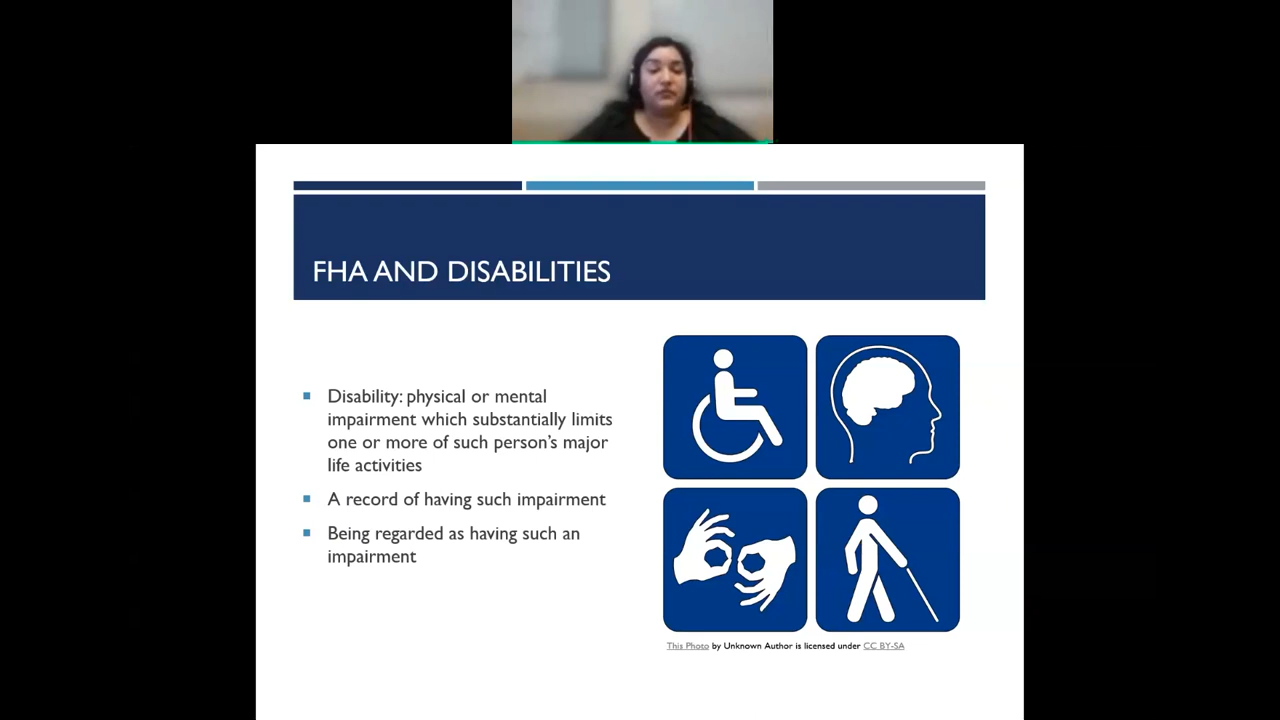 FHA AND DISABILITIES
Disability: physical or mental
impairment which substantially limits
one or more of such person’s major
life activities
A record of having such impairment
Being regarded as having such an
impairment
This Photo by Unknown Author is licensed under CC BY-SA